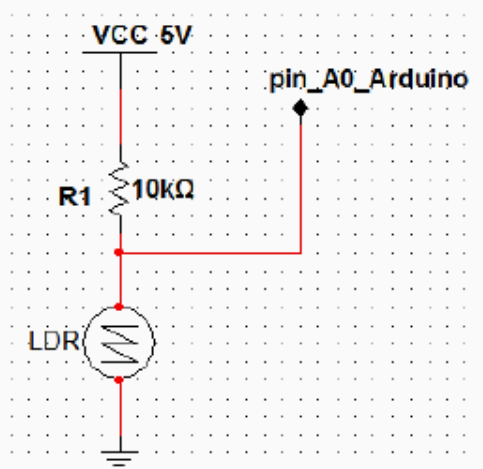 VCC 5V
pin_A0_Arduino
R1
10kΩ
LDR